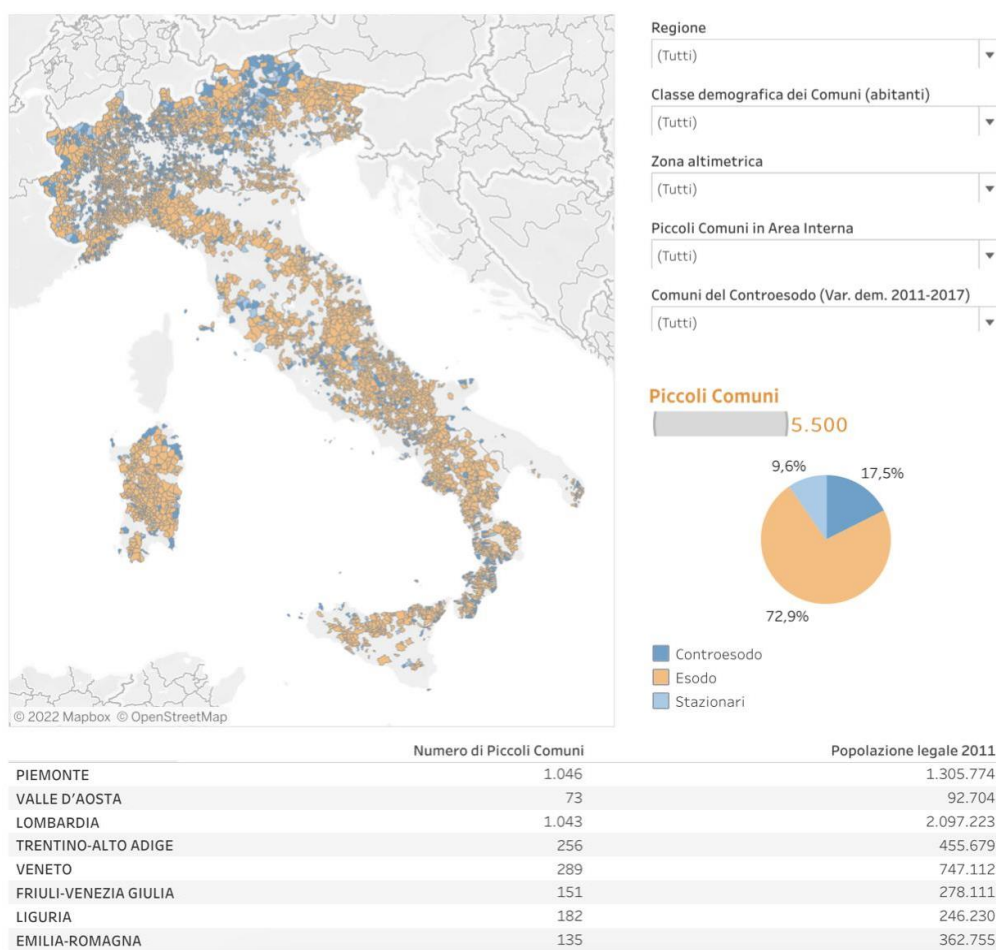 Regione
(Tutti)
Classe demografica dei Comuni (abitanti)
(Tutti)
Zona altimetrica
(Tutti)
Piccoli Comuni in Area Interna
(Tutti)
Comuni del Controesodo (Var. dem. 2011-2017)
(Tutti)
Piccoli Comuni
5.500
9,6%
17,5%
72,9%
Controesodo
Esodo
Stazionari
© 2022 Mapbox © OpenStreetMap
Numero di Piccoli Comuni Popolazione legale 2011
PIEMONTE 1.046 1.305.774
VALLE D'AOSTA 73 92.704
LOMBARDIA 1.043 2.097.223
TRENTINO-ALTO ADIGE 256 455.679
VENETO 289 747.112
FRIULI-VENEZIA GIULIA 151 278.111
LIGURIA 182 246.230
EMILIA-ROMAGNA 135 362.755